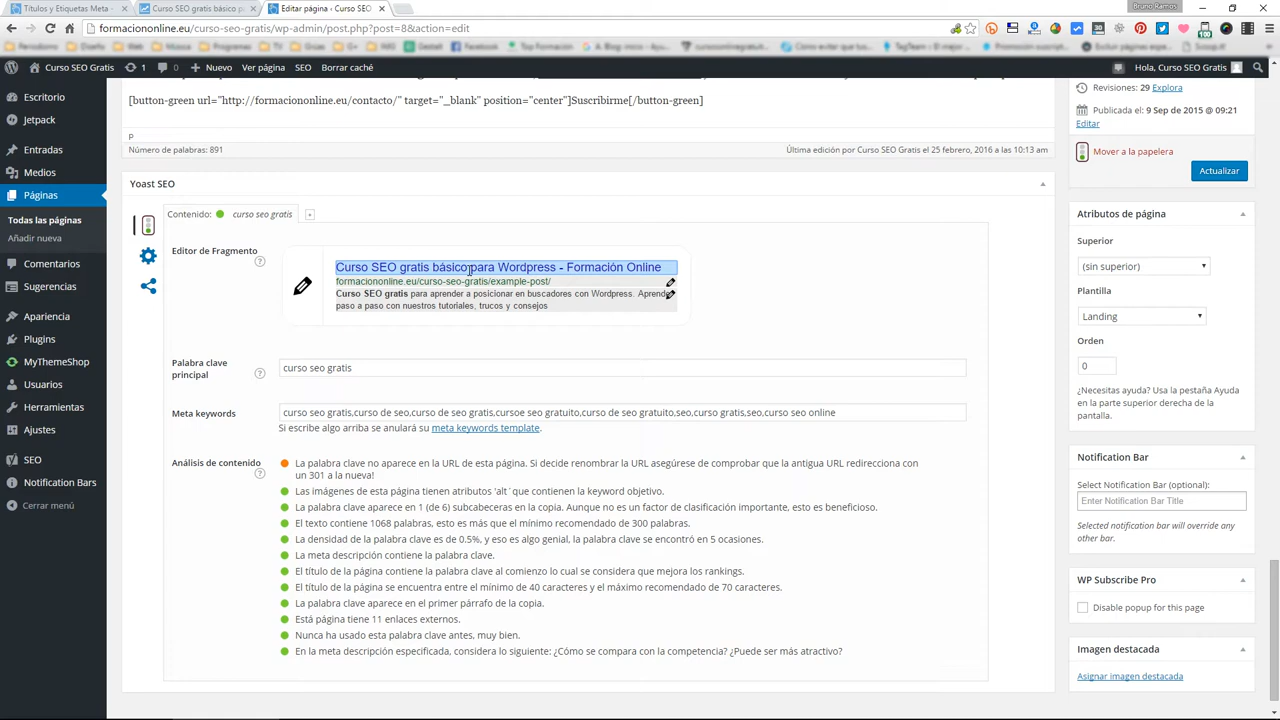 Títulos y Etiquetas Meta
Curso SEO gratis básico p
Editar página ‹ Curso SEO
Bruno Ramos
formaciononline.eu/curso-seo-gratis/wp-admin/post.php?post=8&action=edit
Periodismo
Diseño
Web
Música
Programas
Facebook
Top Formación
Scoop.it!
Curso SEO Gratis
1
0
Nuevo
Ver página
SEO
Borrar caché
Hola, Curso SEO Gratis
Escritorio
Jetpack
Entradas
Medios
Páginas
Todas las páginas
Añadir nueva
Comentarios
Sugerencias
Apariencia
Plugins
MyThemeShop
Usuarios
Herramientas
Ajustes
SEO
Notification Bars
Cerrar menú
[button-green url="http://formaciononline.eu/contacto/" target="_blank" position="center"]Suscribirme[/button-green]
p
Número de palabras: 891
Última edición por Curso SEO Gratis el 25 febrero, 2016 a las 10:13 am
Yoast SEO
Contenido: curso seo gratis
Editor de Fragmento
Curso SEO gratis básico para Wordpress - Formación Online
formaciononline.eu/curso-seo-gratis/example-post/
Curso SEO gratis para aprender a posicionar en buscadores con Wordpress. Aprende
paso a paso con nuestros tutoriales, trucos y consejos
Palabra clave
principal
curso seo gratis
Meta keywords
curso seo gratis,curso de seo,curso de seo gratis,cursoe seo gratuito,curso de seo gratuito,seo,curso gratis,seo,curso seo online
Si escribe algo arriba se anulará su meta keywords template.
Análisis de contenido
La palabra clave no aparece en la URL de esta página. Si decide renombrar la URL asegúrese de comprobar que la antigua URL redirecciona con
un 301 a la nueva!
Las imágenes de esta página tienen atributos 'alt´que contienen la keyword objetivo.
La palabra clave aparece en 1 (de 6) subcabeceras en la copia. Aunque no es un factor de clasificación importante, esto es beneficioso.
El texto contiene 1068 palabras, esto es más que el mínimo recomendado de 300 palabras.
La densidad de la palabra clave es de 0.5%, y eso es algo genial, la palabra clave se encontró en 5 ocasiones.
La meta descripción contiene la palabra clave.
El título de la página contiene la palabra clave al comienzo lo cual se considera que mejora los rankings.
El título de la página se encuentra entre el mínimo de 40 caracteres y el máximo recomendado de 70 caracteres.
La palabra clave aparece en el primer párrafo de la copia.
Está página tiene 11 enlaces externos.
Nunca ha usado esta palabra clave antes, muy bien.
En la meta descripción especificada, considera lo siguiente: ¿Cómo se compara con la competencia? ¿Puede ser más atractivo?
Revisiones: 29 Explora
Publicada el: 9 Sep de 2015 @ 09:21
Editar
Mover a la papelera
Actualizar
Atributos de página
Superior
(sin superior)
Plantilla
Landing
Orden
0
¿Necesitas ayuda? Usa la pestaña Ayuda
en la parte superior derecha de la
pantalla.
Notification Bar
Select Notification Bar (optional):
Enter Notification Bar Title
Selected notification bar will override any
other bar.
WP Subscribe Pro
Disable popup for this page
Imagen destacada
Asignar imagen destacada